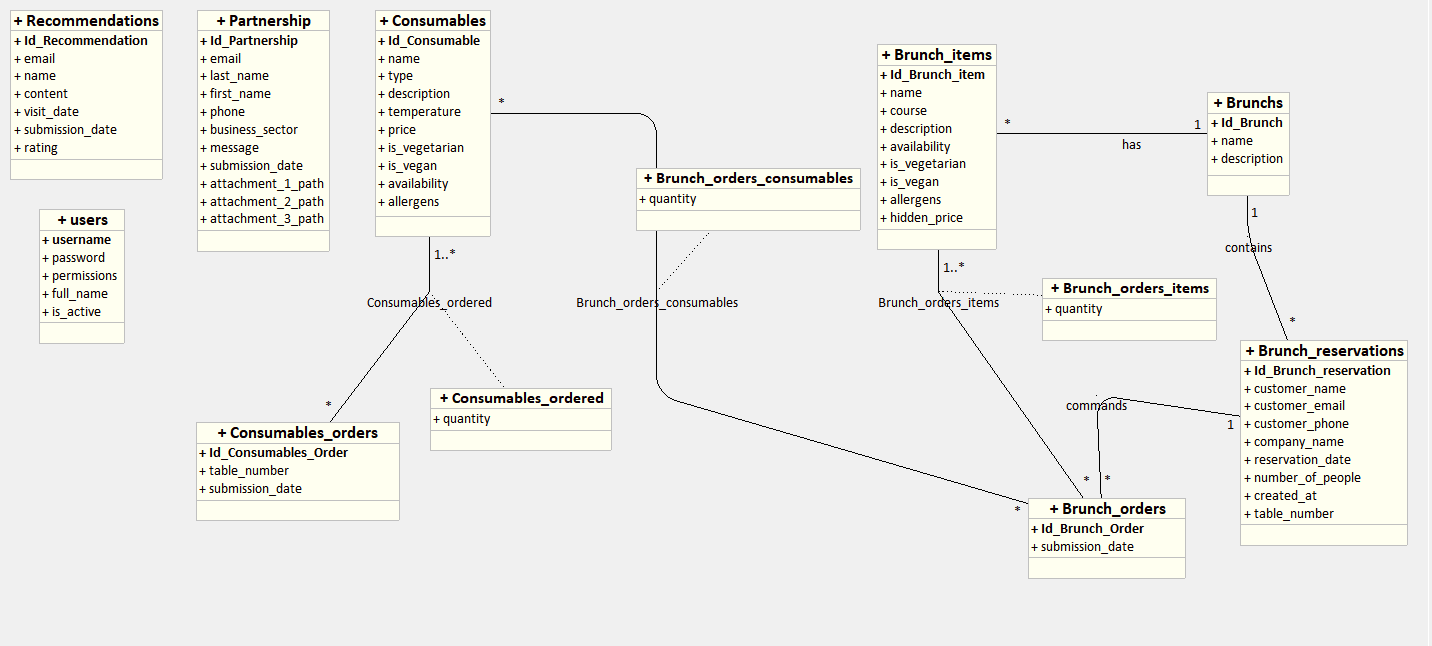 + Recommendations
+ Id_Recommendation
+ email
+ name
+ content
+ visit_date
+ submission_date
+ rating
+ Partnership
+ Id_Partnership
+ email
+ last_name
+ first_name
+ phone
+ business_sector
+ message
+ submission_date
+ attachment_1_path
+ attachment_2_path
+ attachment_3_path
+ Consumables
+ Id_Consumable
+ name
+ type
+ description
+ temperature
+ price
+ is_vegetarian
+ is_vegan
+ availability
+ allergens
+ users
+ username
+ password
+ permissions
+ full_name
+ is_active
*
+ Brunch_orders_consumables
+ quantity
Brunch_orders_consumables
*
1..*
Consumables_ordered
*
+ Consumables_ordered
+ quantity
+ Consumables_orders
+ Id_Consumables_Order
+ table_number
+ submission_date
+ Brunch_items
+ Id_Brunch_item
+ name
+ course
+ description
+ availability
+ is_vegetarian
+ is_vegan
+ allergens
+ hidden_price
*
has
1
+ Brunchs
+ Id_Brunch
+ name
+ description
1
contains
*
1..*
Brunch_orders_items
*
+ Brunch_orders_items
+ quantity
+ Brunch_reservations
+ Id_Brunch_reservation
+ customer_name
+ customer_email
+ customer_phone
+ company_name
+ reservation_date
+ number_of_people
+ created_at
+ table_number
commands
1
*
+ Brunch_orders
+ Id_Brunch_Order
+ submission_date